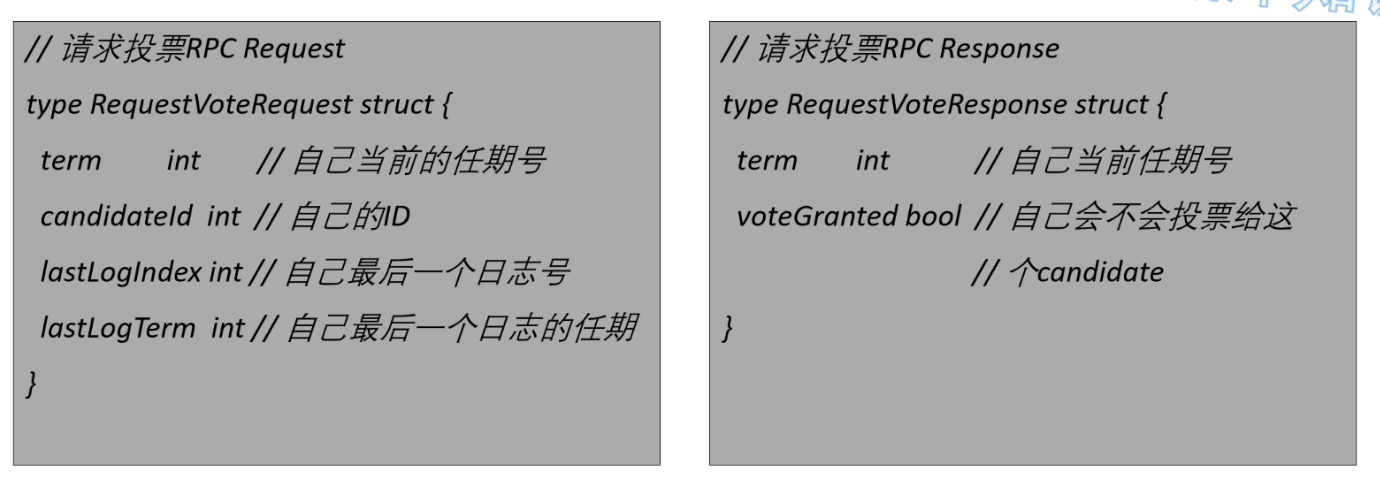 // 请求投票RPC Request
type RequestVoteRequest struct {
term int // 自己当前的任期号
candidateId int // 自己的ID
lastLogIndex int // 自己最后一个日志号
lastLogTerm int // 自己最后一个日志的任期
}
// 请求投票RPC Response
type RequestVoteResponse struct {
term int // 自己当前任期号
voteGranted bool // 自己会不会投票给这
// 个candidate
}